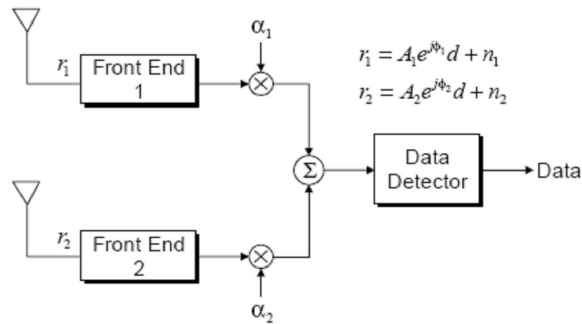 α₁
r₁ = A₁e^{jϕ₁}d + n₁
r₂ = A₂e^{jϕ₂}d + n₂
r₁
Front End
1
Σ
Data
Detector
Data
r₂
Front End
2
α₂